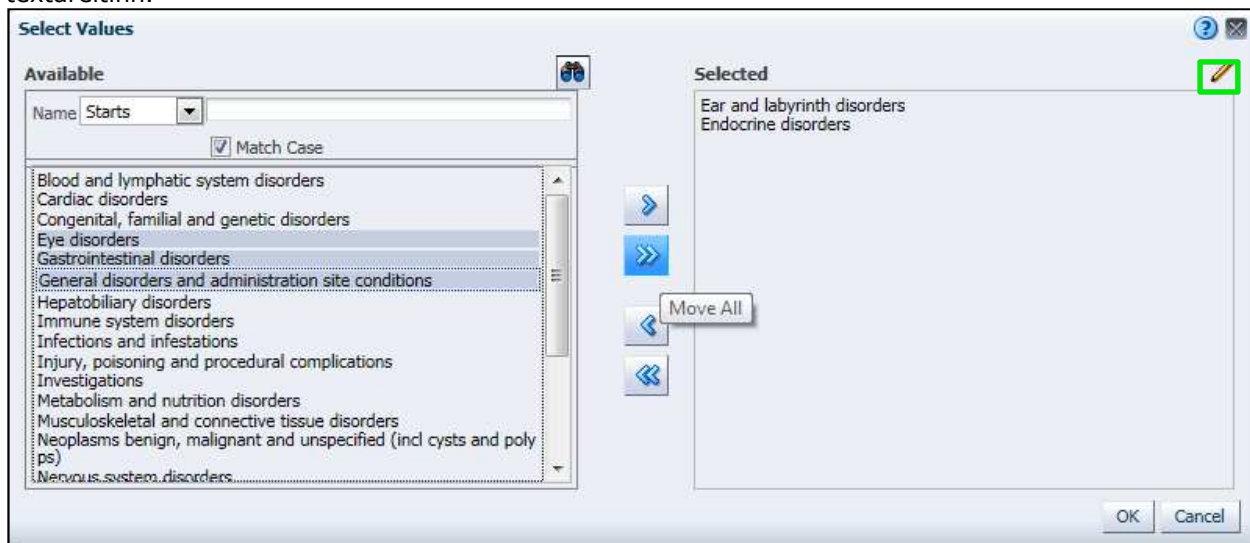 Select Values
Available
Selected
Name Starts
Match Case
Blood and lymphatic system disorders
Cardiac disorders
Congenital, familial and genetic disorders
Eye disorders
Gastrointestinal disorders
General disorders and administration site conditions
Hepatobiliary disorders
Immune system disorders
Infections and infestations
Injury, poisoning and procedural complications
Investigations
Metabolism and nutrition disorders
Musculoskeletal and connective tissue disorders
Neoplasms benign, malignant and unspecified (incl cysts and poly
ps)
Nervous system disorders
Move All
Ear and labyrinth disorders
Endocrine disorders
OK Cancel